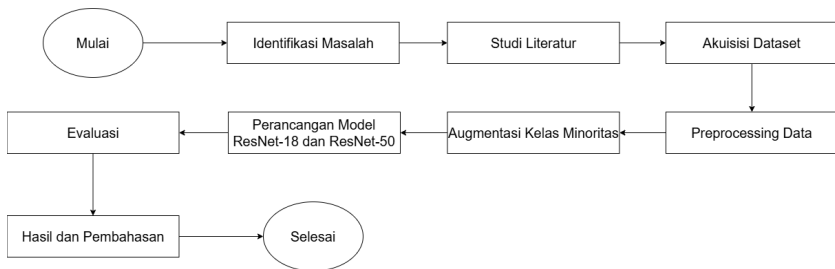 Mulai
Identifikasi Masalah
Studi Literatur
Akuisisi Dataset
Preprocessing Data
Augmentasi Kelas Minoritas
Perancangan Model
ResNet-18 dan ResNet-50
Evaluasi
Hasil dan Pembahasan
Selesai